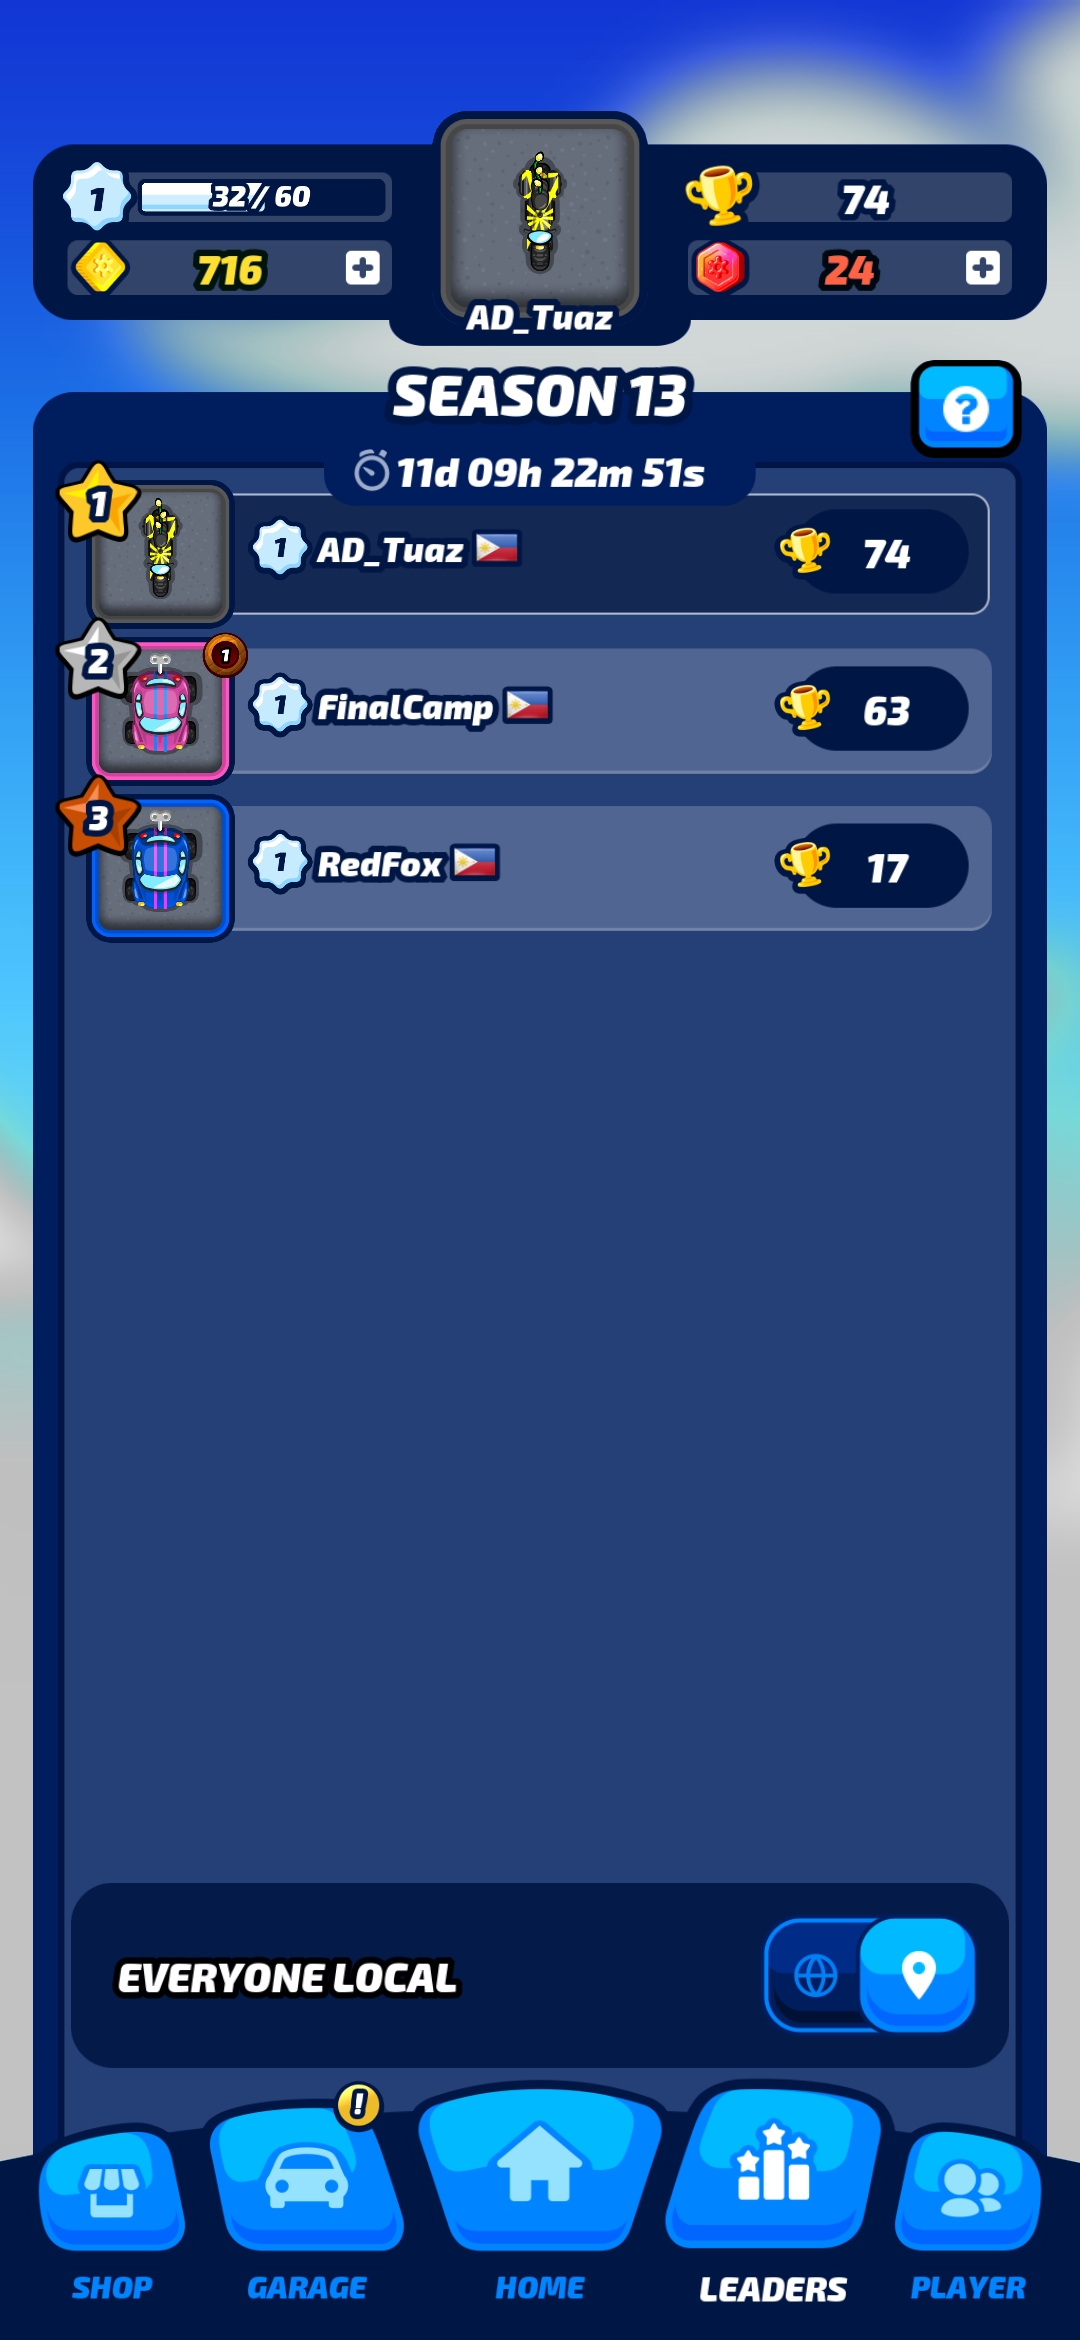 1 32/60 74
716 24
AD_Tuaz
SEASON 13
11d 09h 22m 51s
1 1 AD_Tuaz 74
2 1 1 FinalCamp 63
3 1 RedFox 17
EVERYONE LOCAL
SHOP GARAGE HOME LEADERS PLAYER